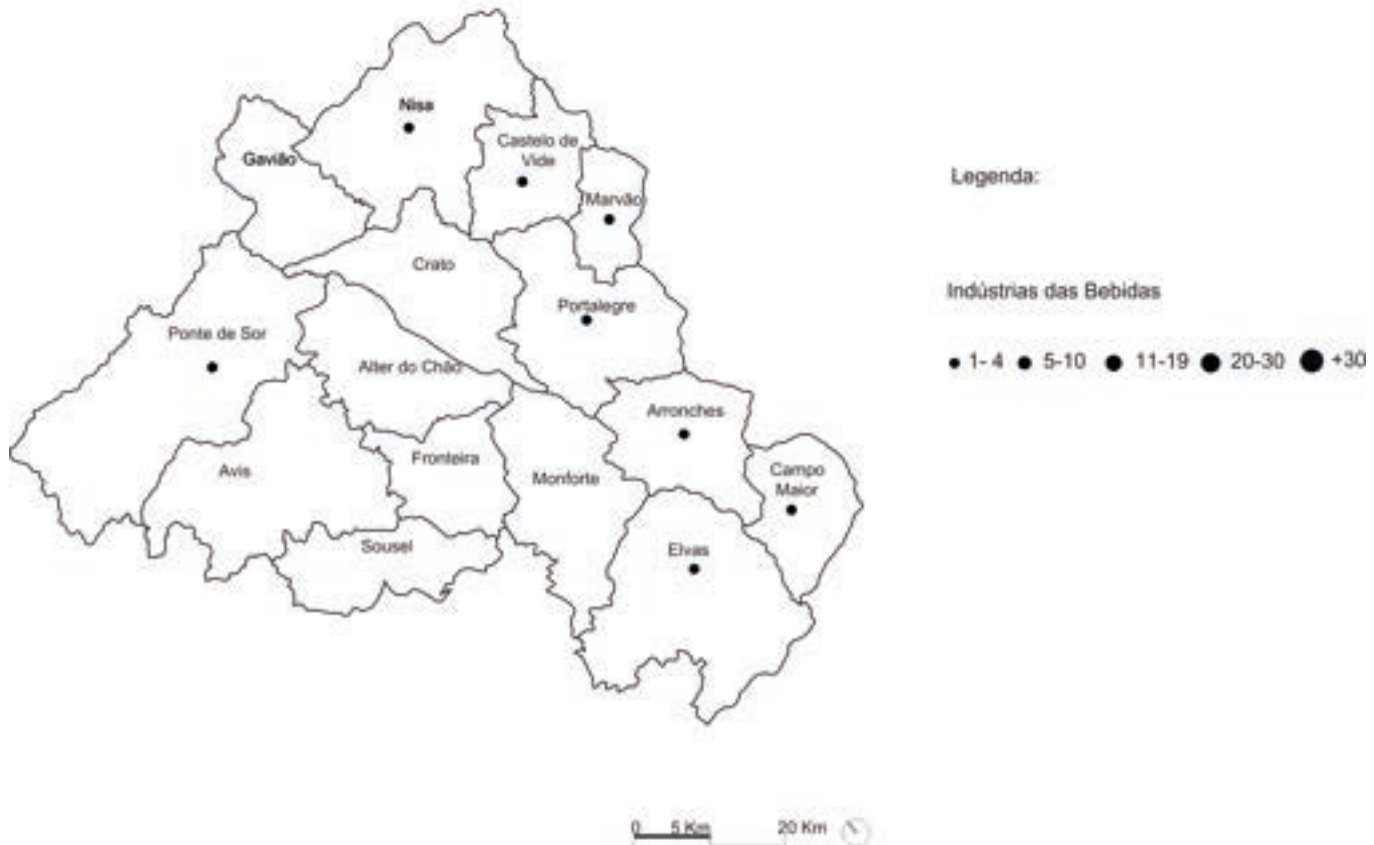 Nisa
Gavião
Castelo de
Vide
Marvão
Legenda:
Crato
Indústrias das Bebidas
Portalegre
Ponte de Sor
1- 4 5-10 11-19 20-30 +30
Alter do Chão
Arronches
Fronteira
Avis
Monforte
Campo
Maior
Sousel
Elvas
0 5 Km 20 Km